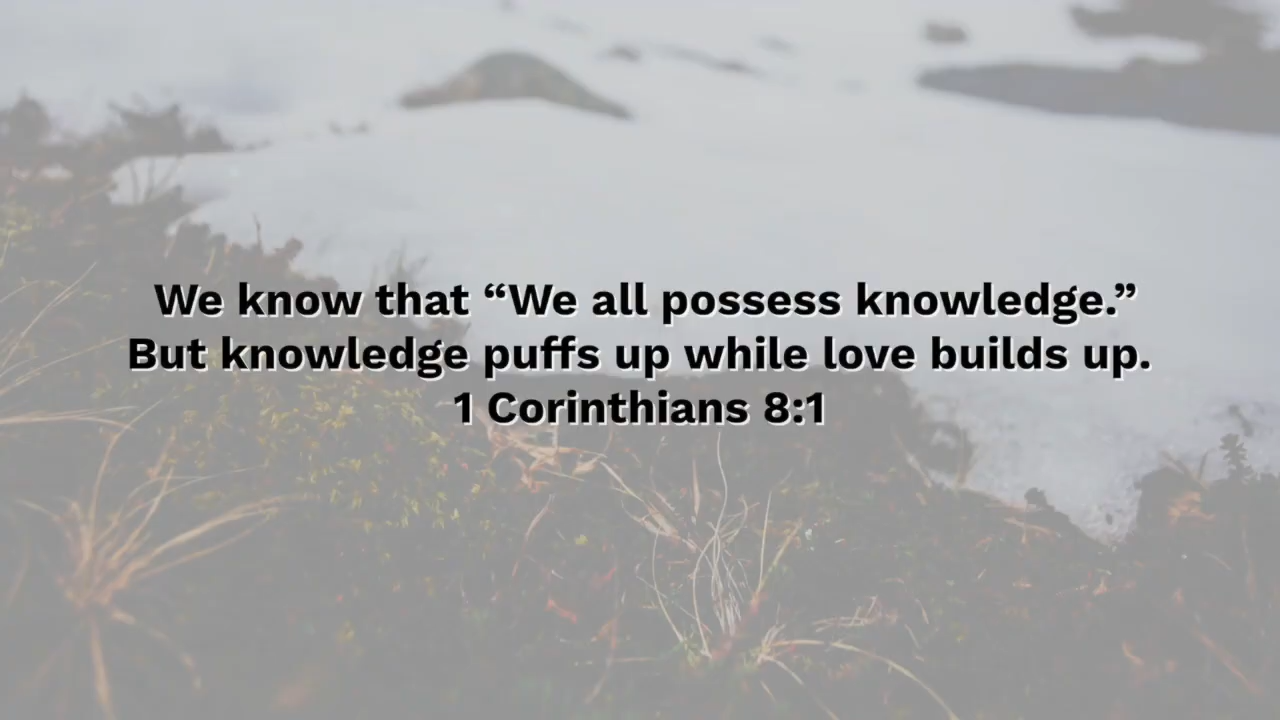 We know that “We all possess knowledge.”
But knowledge puffs up while love builds up.
1 Corinthians 8:1